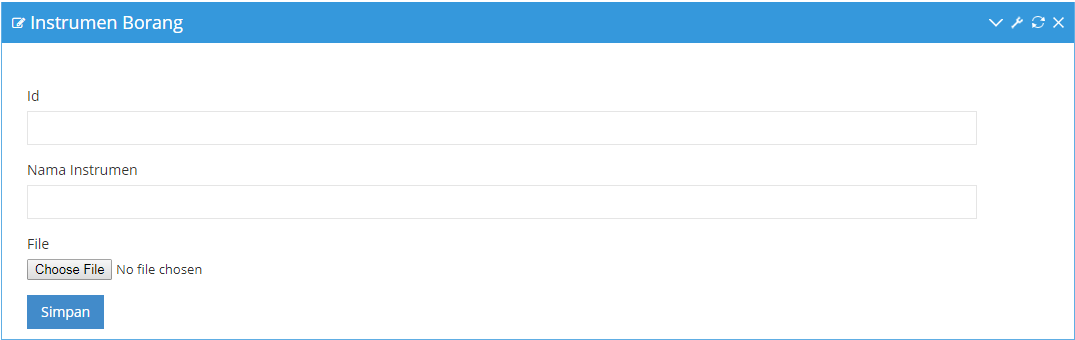 Instrumen Borang
Id
Nama Instrumen
File
Choose File No file chosen
Simpan